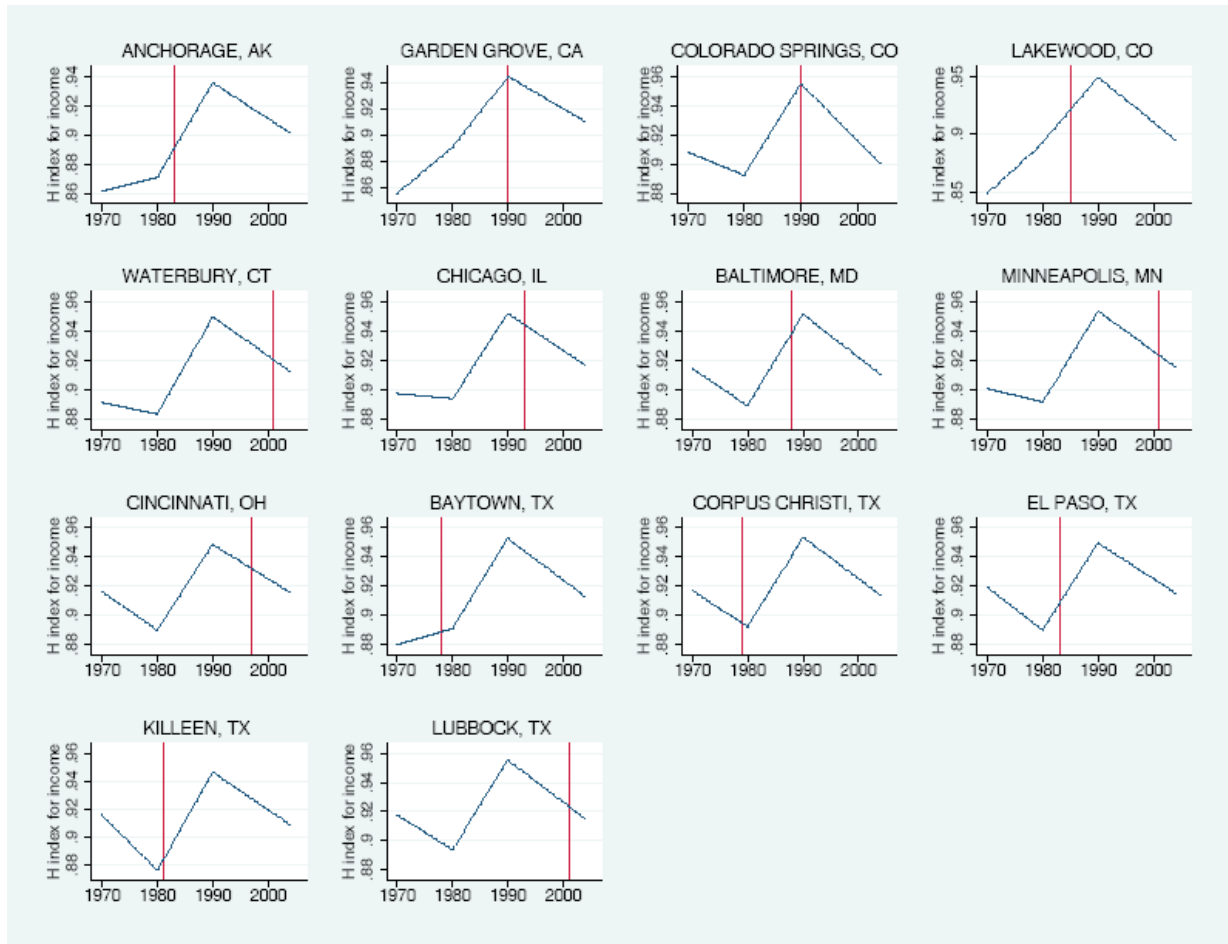 ANCHORAGE, AK
H index for income
.86 .88 .9 .92 .94
1970 1980 1990 2000
GARDEN GROVE, CA
H index for income
.86 .88 .9 .92 .94
1970 1980 1990 2000
COLORADO SPRINGS, CO
H index for income
.88 .9 .92 .94 .96
1970 1980 1990 2000
LAKEWOOD, CO
H index for income
.85 .9 .95
1970 1980 1990 2000
WATERBURY, CT
H index for income
.88 .9 .92 .94 .96
1970 1980 1990 2000
CHICAGO, IL
H index for income
.88 .9 .92 .94 .96
1970 1980 1990 2000
BALTIMORE, MD
H index for income
.88 .9 .92 .94 .96
1970 1980 1990 2000
MINNEAPOLIS, MN
H index for income
.88 .9 .92 .94 .96
1970 1980 1990 2000
CINCINNATI, OH
H index for income
.88 .9 .92 .94 .96
1970 1980 1990 2000
BAYTOWN, TX
H index for income
.88 .9 .92 .94 .96
1970 1980 1990 2000
CORPUS CHRISTI, TX
H index for income
.88 .9 .92 .94 .96
1970 1980 1990 2000
EL PASO, TX
H index for income
.88 .9 .92 .94 .96
1970 1980 1990 2000
KILLEEN, TX
H index for income
.88 .9 .92 .94 .96
1970 1980 1990 2000
LUBBOCK, TX
H index for income
.88 .9 .92 .94 .96
1970 1980 1990 2000